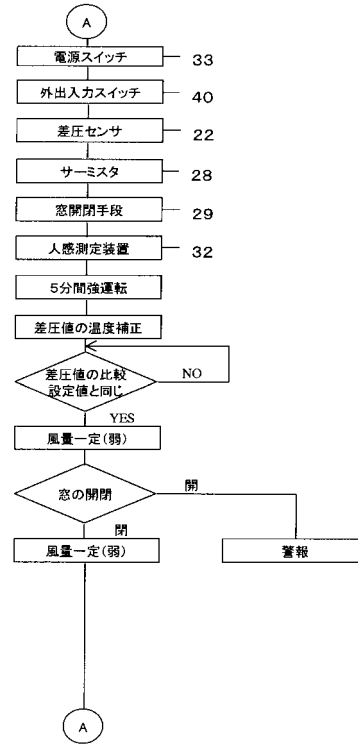 A
電源スイッチ 33
外出入力スイッチ 40
差圧センサ 22
サーミスタ 28
窓開閉手段 29
人感測定装置 32
5分間強運転
差圧値の温度補正
差圧値の比較
設定値と同じ
NO
YES
風量一定(弱)
窓の開閉
開
閉
風量一定(弱)
警報
A